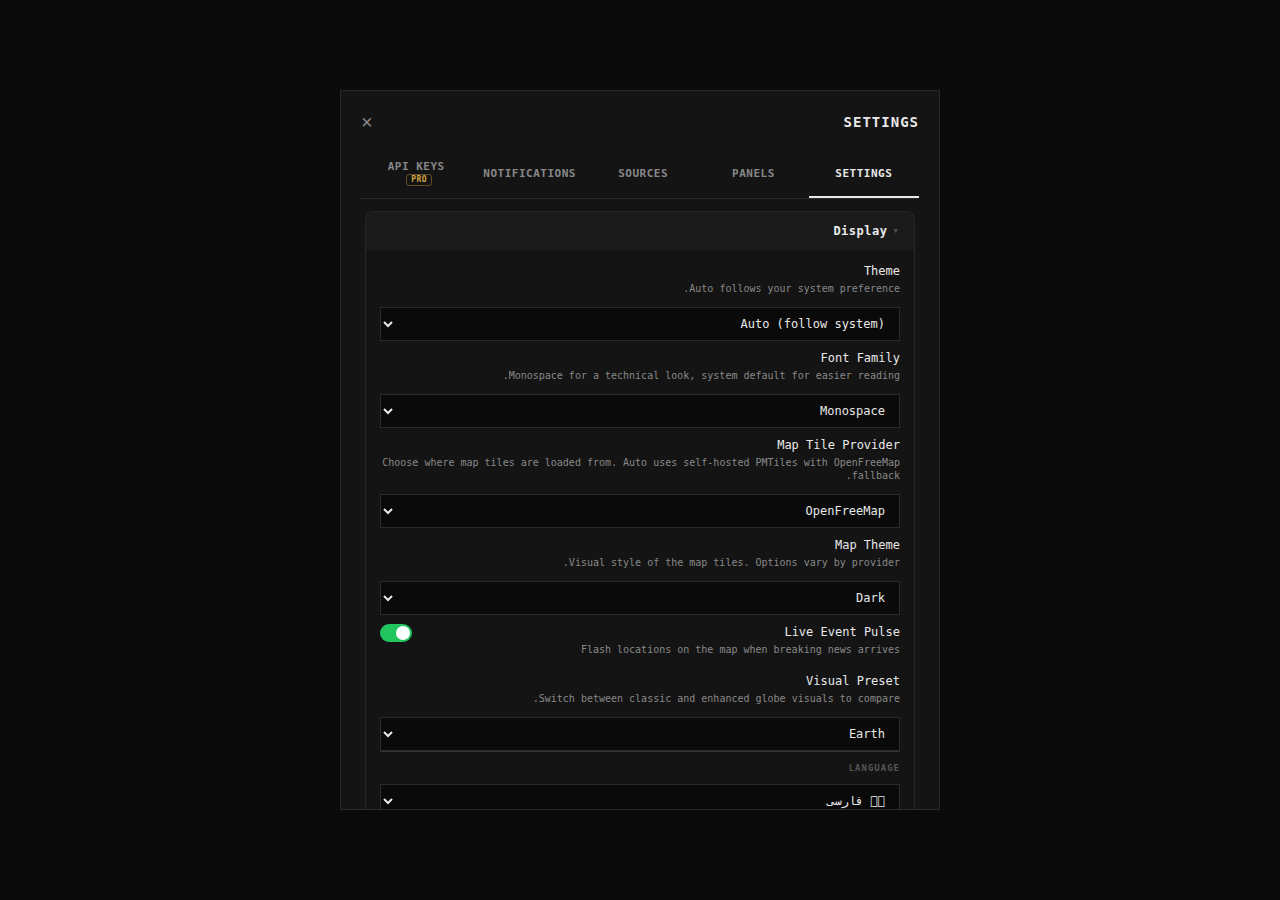 SETTINGS
×
SETTINGS
PANELS
SOURCES
NOTIFICATIONS
API KEYS
PRO
Display
Theme
.Auto follows your system preference
Auto (follow system)
Font Family
.Monospace for a technical look, system default for easier reading
Monospace
Map Tile Provider
Choose where map tiles are loaded from. Auto uses self-hosted PMTiles with OpenFreeMap
.fallback
OpenFreeMap
Map Theme
.Visual style of the map tiles. Options vary by provider
Dark
Live Event Pulse
Flash locations on the map when breaking news arrives
Visual Preset
.Switch between classic and enhanced globe visuals to compare
Earth
LANGUAGE
فارسی